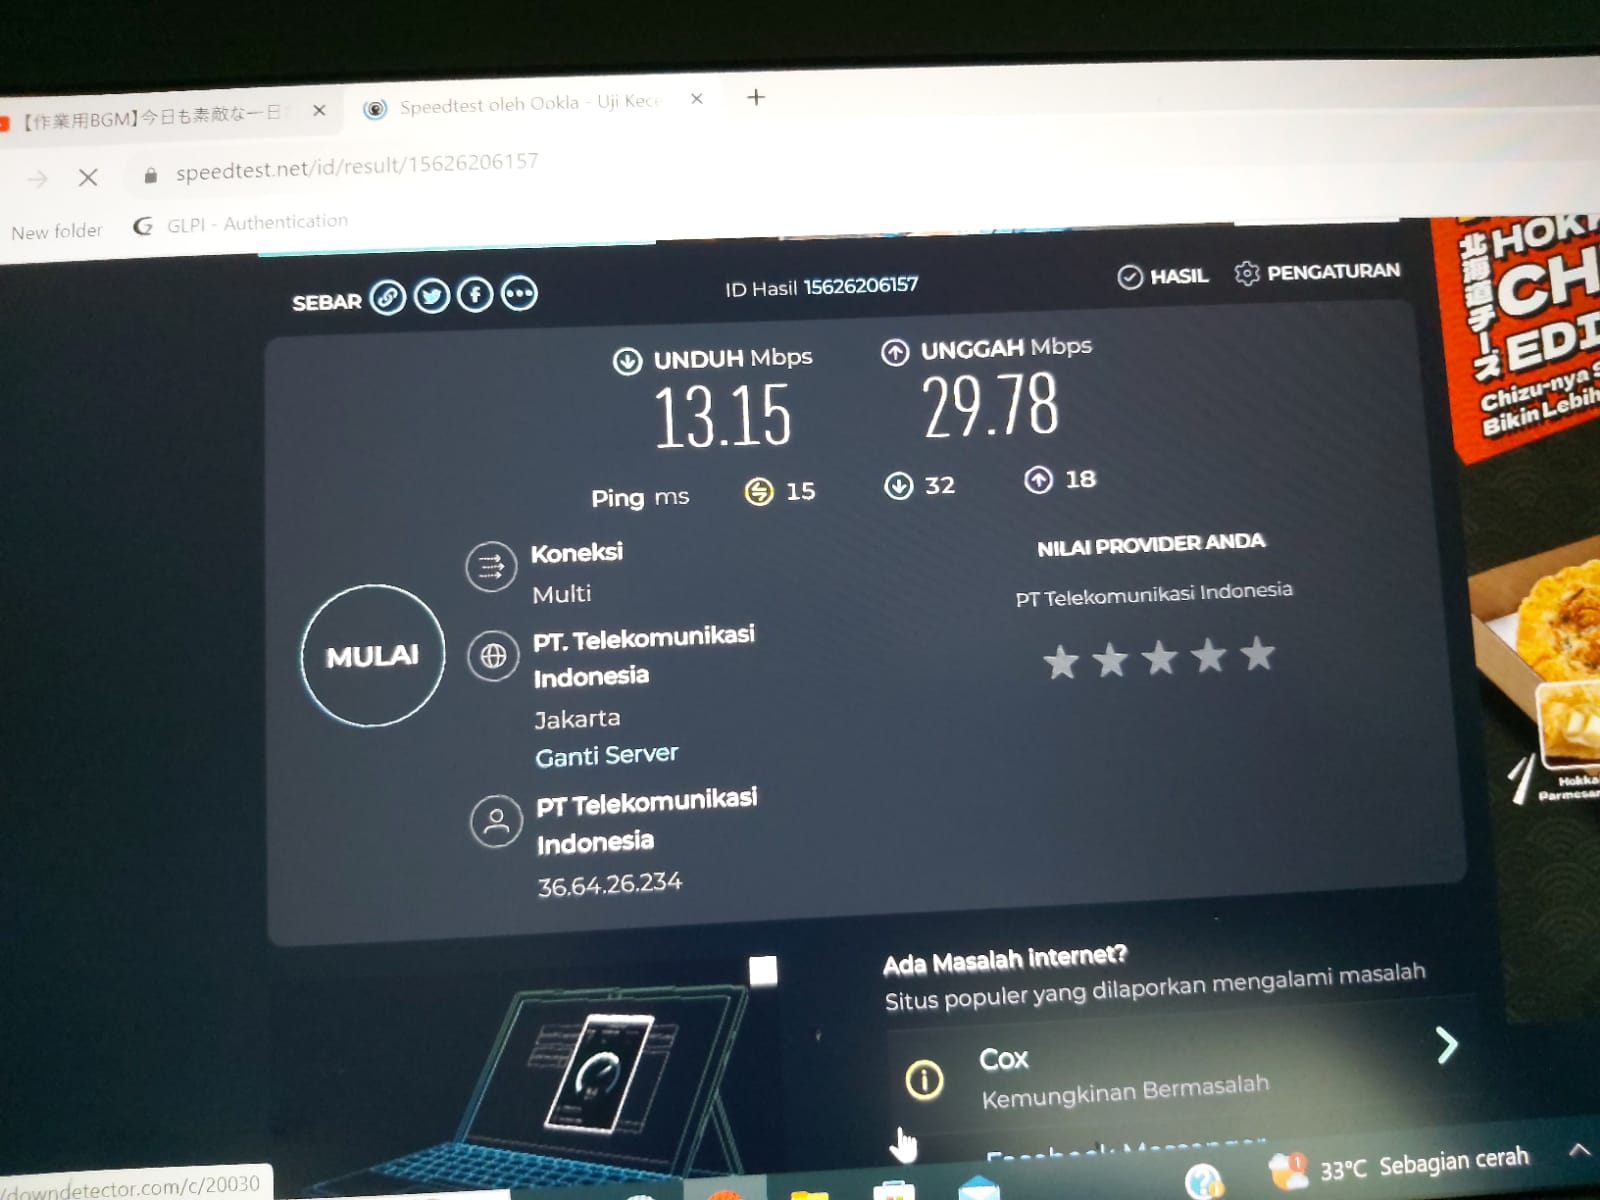 【作業用BGM】今日も素敵な一日
Speedtest oleh Ookla - Uji Kece
speedtest.net/id/result/15626206157
New folder
GLPI - Authentication
SEBAR
ID Hasil 15626206157
HASIL
PENGATURAN
UNDUH Mbps
13.15
UNGGAH Mbps
29.78
Ping ms
15
32
18
Koneksi
Multi
MULAI
PT. Telekomunikasi
Indonesia
Jakarta
Ganti Server
PT Telekomunikasi
Indonesia
36.64.26.234
NILAI PROVIDER ANDA
PT Telekomunikasi Indonesia
北海道チーズ
HOK
CH
EDI
Chizu-nya
Bikin Lebih
Hokka
Parmesan
Ada Masalah internet?
Situs populer yang dilaporkan mengalami masalah
Cox
Kemungkinan Bermasalah
/downdetector.com/c/20030
1
33°C Sebagian cerah